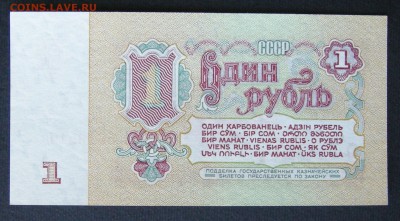 COINS.LAVE.RU
СССР
1
ОДИН
РУБЛЬ
1
ОДИН КАРБОВАНЕЦЬ · АДЗІН РУБЕЛЬ
БИР СЎМ · БІР СОМ · ᲔᲠᲗᲘ ᲛᲐᲜᲔᲗᲘ
БИР МАНАТ · VIENAS RUBLIS · О РУБЛЭ
VIENS RUBLIS · БИР СОМ, · ЯК СЎМ
ՄԵԿ ՌՈՒԲԼԻ · БИР МАНАТ · ÜKS RUBLA
1
ПОДДЕЛКА ГОСУДАРСТВЕННЫХ КАЗНАЧЕЙСКИХ
БИЛЕТОВ ПРЕСЛЕДУЕТСЯ ПО ЗАКОНУ